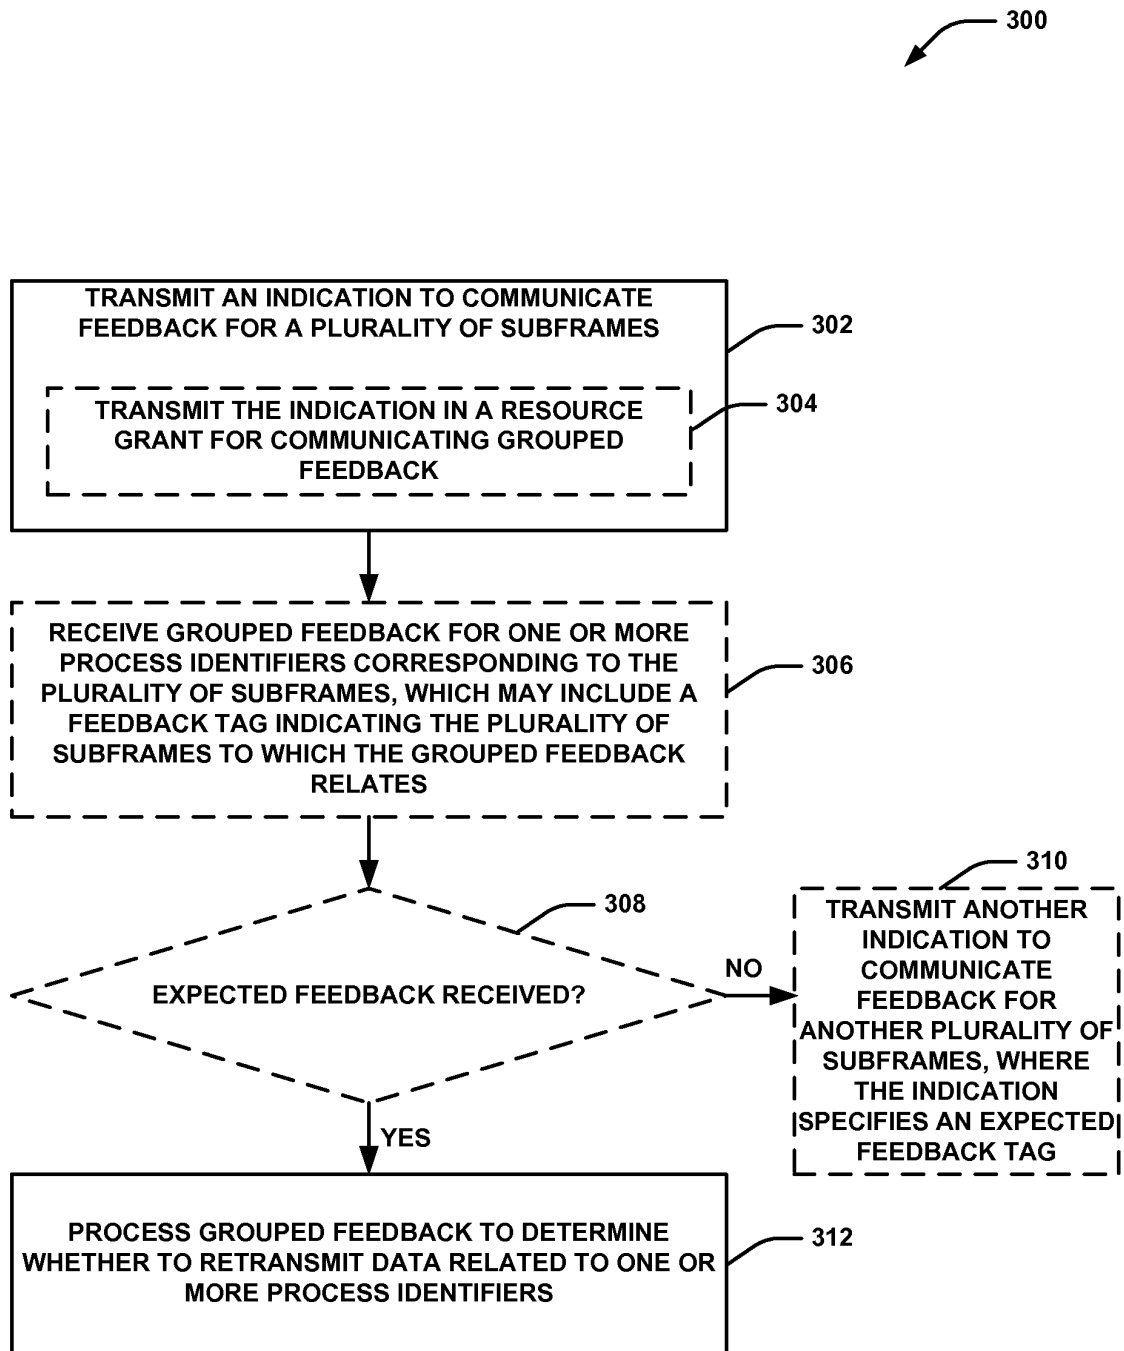 300
TRANSMIT AN INDICATION TO COMMUNICATE
FEEDBACK FOR A PLURALITY OF SUBFRAMES
302
TRANSMIT THE INDICATION IN A RESOURCE
GRANT FOR COMMUNICATING GROUPED
FEEDBACK
304
RECEIVE GROUPED FEEDBACK FOR ONE OR MORE
PROCESS IDENTIFIERS CORRESPONDING TO THE
PLURALITY OF SUBFRAMES, WHICH MAY INCLUDE A
FEEDBACK TAG INDICATING THE PLURALITY OF
SUBFRAMES TO WHICH THE GROUPED FEEDBACK
RELATES
306
EXPECTED FEEDBACK RECEIVED?
308
NO
310
TRANSMIT ANOTHER
INDICATION TO
COMMUNICATE
FEEDBACK FOR
ANOTHER PLURALITY OF
SUBFRAMES, WHERE
THE INDICATION
SPECIFIES AN EXPECTED
FEEDBACK TAG
YES
PROCESS GROUPED FEEDBACK TO DETERMINE
WHETHER TO RETRANSMIT DATA RELATED TO ONE OR
MORE PROCESS IDENTIFIERS
312